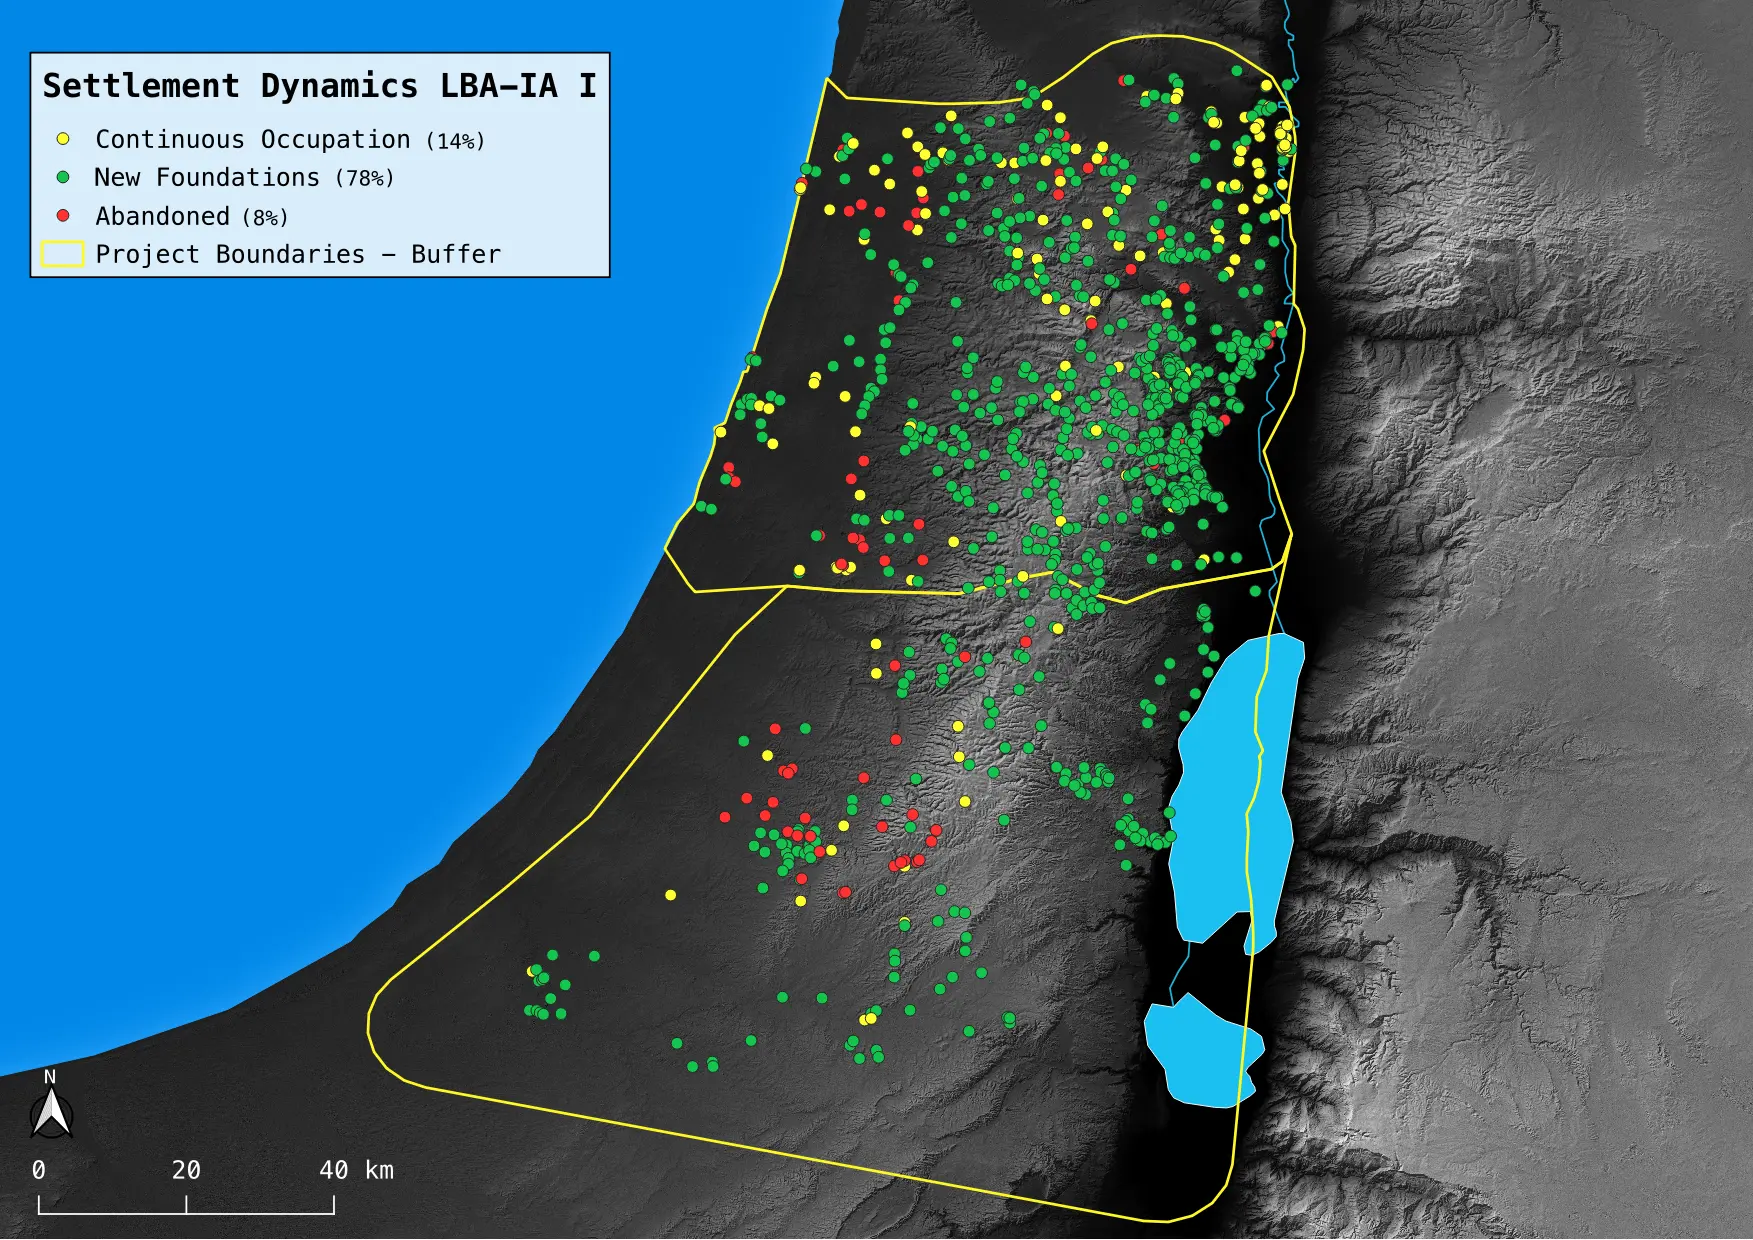 Settlement Dynamics LBA–IA I
Continuous Occupation (14%)
New Foundations (78%)
Abandoned (8%)
Project Boundaries – Buffer
N
0 20 40 km